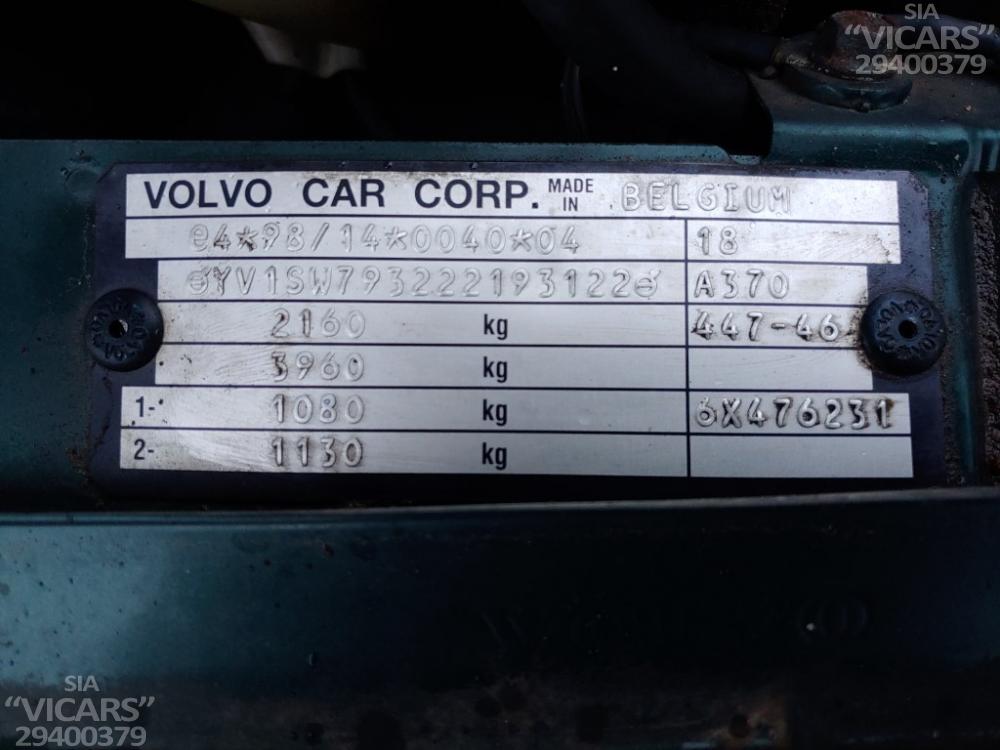 SIA
“VICARS”
29400379
VOLVO CAR CORP. MADE IN BELGIUM
e4*98/14*0040*04 18
YV1SW793222193122 A370
2160 kg 447-46
3960 kg
1- 1080 kg 6X476231
2- 1130 kg
SIA
“VICARS”
29400379